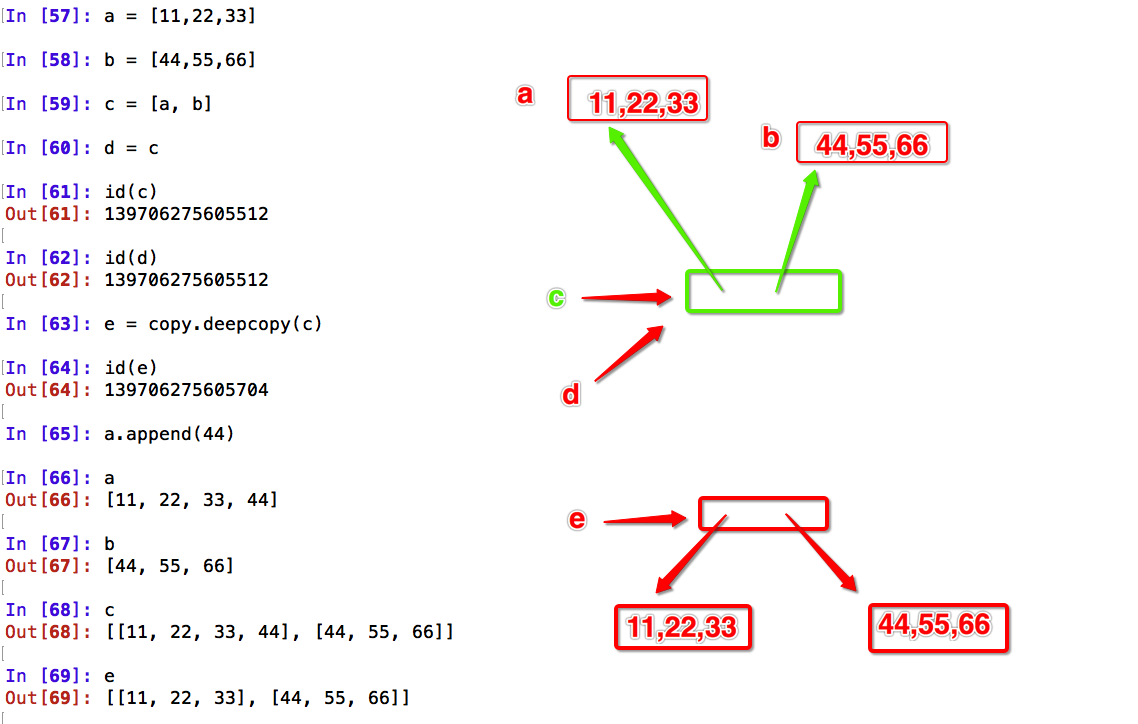 In [57]: a = [11,22,33]
In [58]: b = [44,55,66]
In [59]: c = [a, b]
In [60]: d = c
In [61]: id(c)
Out[61]: 139706275605512
In [62]: id(d)
Out[62]: 139706275605512
In [63]: e = copy.deepcopy(c)
In [64]: id(e)
Out[64]: 139706275605704
In [65]: a.append(44)
In [66]: a
Out[66]: [11, 22, 33, 44]
In [67]: b
Out[67]: [44, 55, 66]
In [68]: c
Out[68]: [[11, 22, 33, 44], [44, 55, 66]]
In [69]: e
Out[69]: [[11, 22, 33], [44, 55, 66]]
a 11,22,33
b 44,55,66
c
d
e
11,22,33
44,55,66